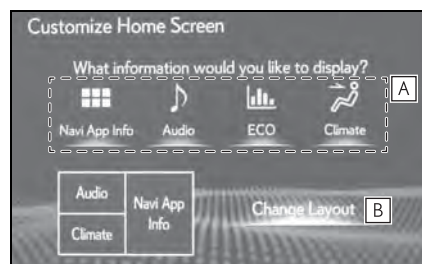 Customize Home Screen
What information would you like to display?
A
Navi App Info Audio ECO Climate
Audio
Navi App
Info
Climate
Change Layout B